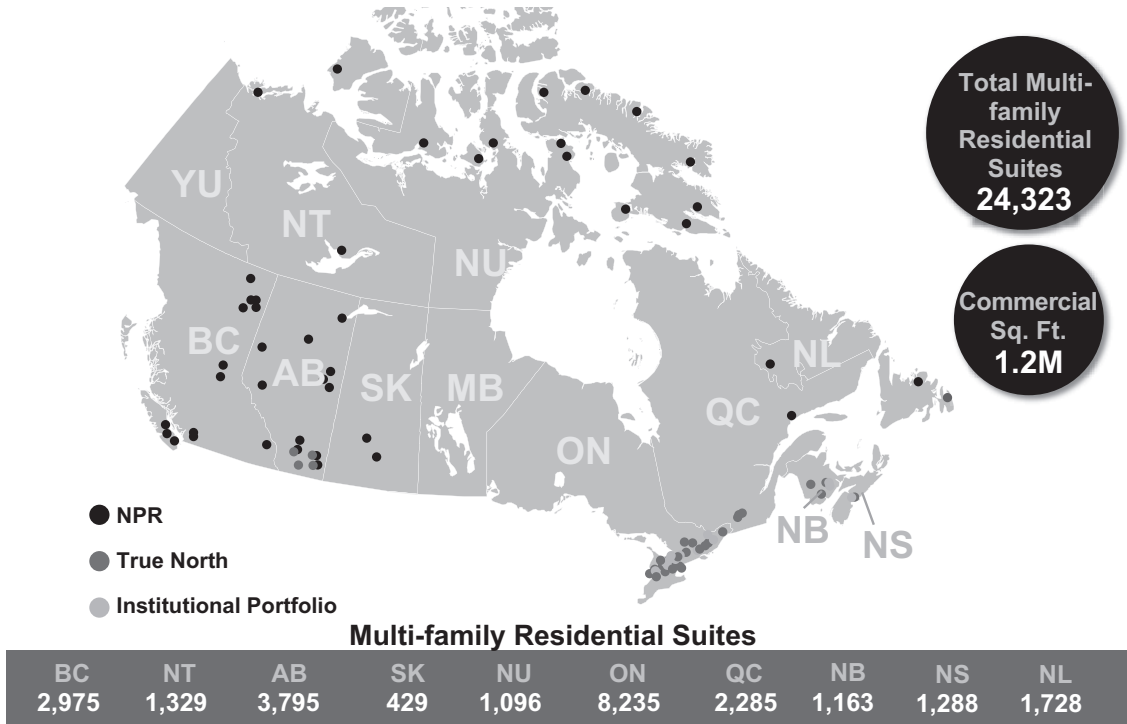 Total Multi-
family
Residential
Suites
24,323
Commercial
Sq. Ft.
1.2M
YU
NT
NU
BC
AB
SK
MB
ON
QC
NL
NB
NS
NPR
True North
Institutional Portfolio
Multi-family Residential Suites
BC NT AB SK NU ON QC NB NS NL
2,975 1,329 3,795 429 1,096 8,235 2,285 1,163 1,288 1,728